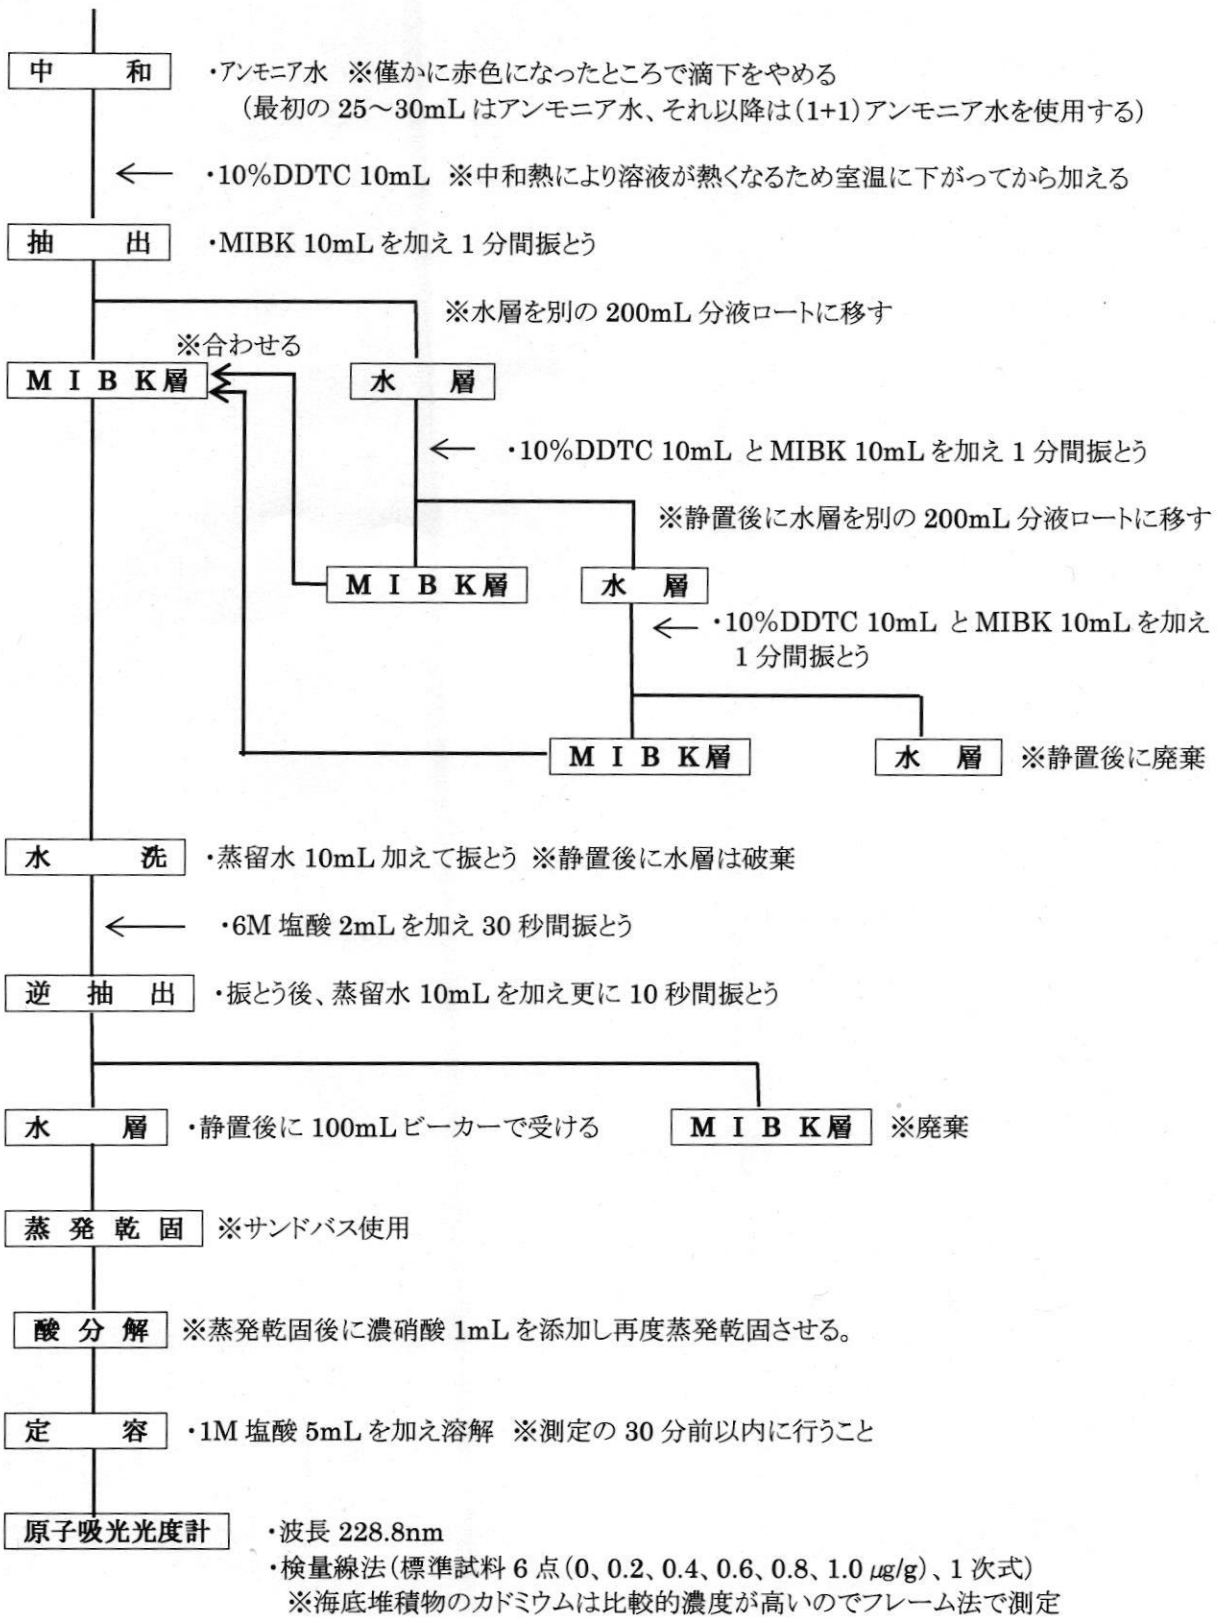 中和 ・アンモニア水 ※僅かに赤色になったところで滴下をやめる
(最初の 25～30mL はアンモニア水、それ以降は(1+1)アンモニア水を使用する)
・10%DDTC 10mL ※中和熱により溶液が熱くなるため室温に下がってから加える
抽出 ・MIBK 10mL を加え 1 分間振とう
※水層を別の 200mL 分液ロートに移す
※合わせる
MIBK層 水層
・10%DDTC 10mL と MIBK 10mL を加え 1 分間振とう
※静置後に水層を別の 200mL 分液ロートに移す
MIBK層 水層
・10%DDTC 10mL と MIBK 10mL を加え
1 分間振とう
MIBK層 水層 ※静置後に廃棄
水洗 ・蒸留水 10mL 加えて振とう ※静置後に水層は破棄
・6M 塩酸 2mL を加え 30 秒間振とう
逆抽出 ・振とう後、蒸留水 10mL を加え更に 10 秒間振とう
水層 ・静置後に 100mL ビーカーで受ける MIBK層 ※廃棄
蒸発乾固 ※サンドバス使用
酸分解 ※蒸発乾固後に濃硝酸 1mL を添加し再度蒸発乾固させる。
定容 ・1M 塩酸 5mL を加え溶解 ※測定の 30 分前以内に行うこと
原子吸光光度計 ・波長 228.8nm
・検量線法(標準試料 6 点(0、0.2、0.4、0.6、0.8、1.0 μg/g)、1 次式)
※海底堆積物のカドミウムは比較的濃度が高いのでフレーム法で測定